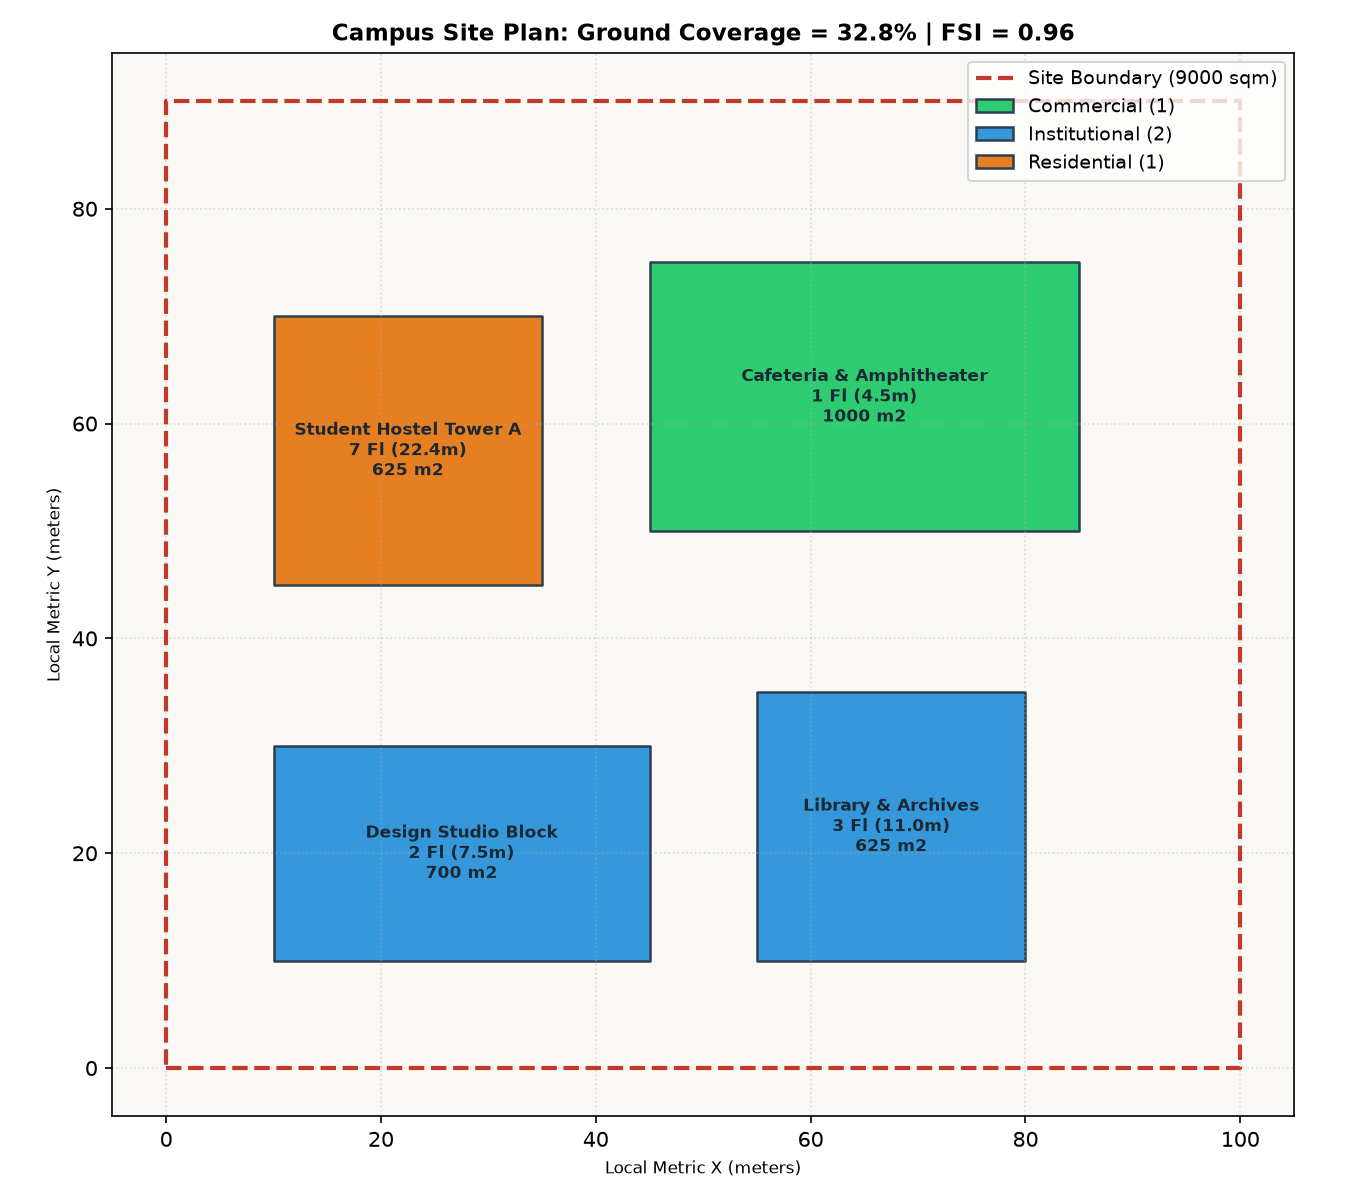 Campus Site Plan: Ground Coverage = 32.8% | FSI = 0.96
Site Boundary (9000 sqm)
Commercial (1)
Institutional (2)
Residential (1)
80
60
40
20
0
Local Metric Y (meters)
Cafeteria & Amphitheater
1 Fl (4.5m)
1000 m2
Student Hostel Tower A
7 Fl (22.4m)
625 m2
Library & Archives
3 Fl (11.0m)
625 m2
Design Studio Block
2 Fl (7.5m)
700 m2
0
20
40
60
80
100
Local Metric X (meters)